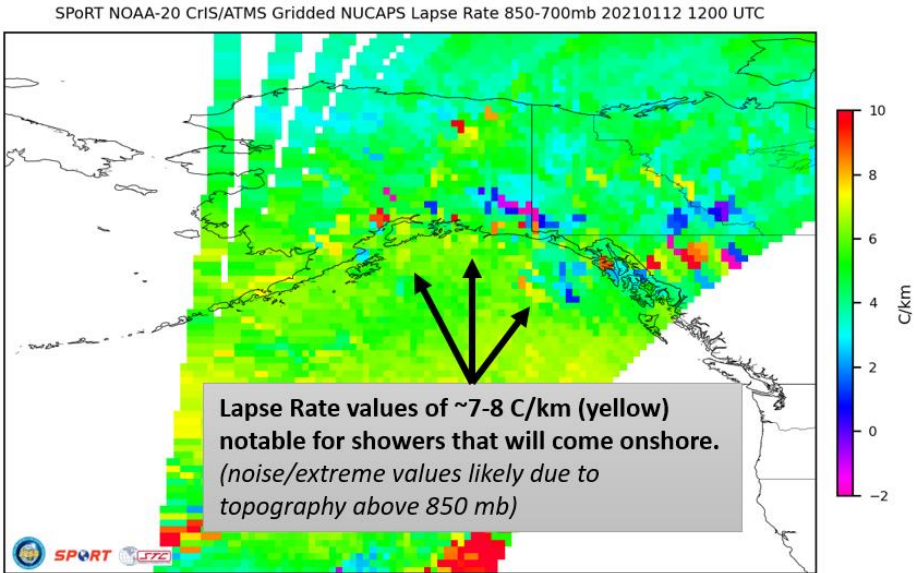 SPoRT NOAA-20 CrIS/ATMS Gridded NUCAPS Lapse Rate 850-700mb 20210112 1200 UTC
10
8
6
4
2
0
−2
C/km
Lapse Rate values of ~7-8 C/km (yellow)
notable for showers that will come onshore.
(noise/extreme values likely due to
topography above 850 mb)
SPoRT
STC